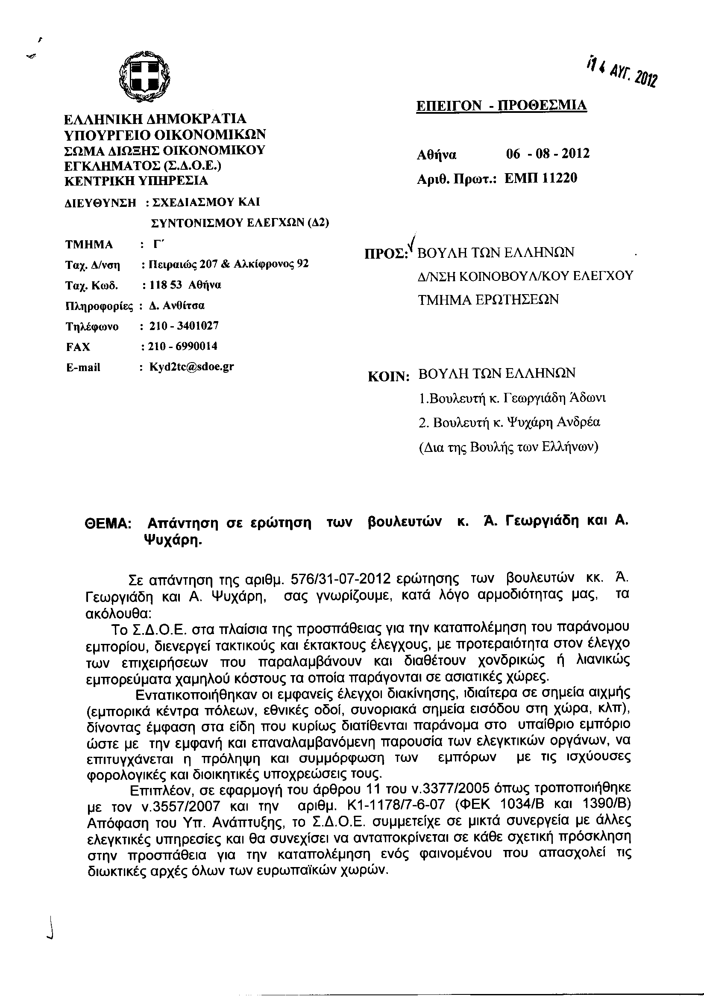 14 ΑΥΓ. 2012
ΕΛΛΗΝΙΚΗ ΔΗΜΟΚΡΑΤΙΑ
ΥΠΟΥΡΓΕΙΟ ΟΙΚΟΝΟΜΙΚΩΝ
ΣΩΜΑ ΔΙΩΞΗΣ ΟΙΚΟΝΟΜΙΚΟΥ
ΕΓΚΛΗΜΑΤΟΣ (Σ.Δ.Ο.Ε.)
ΚΕΝΤΡΙΚΗ ΥΠΗΡΕΣΙΑ
ΔΙΕΥΘΥΝΣΗ : ΣΧΕΔΙΑΣΜΟΥ ΚΑΙ
ΣΥΝΤΟΝΙΣΜΟΥ ΕΛΕΓΧΩΝ (Δ2)
ΤΜΗΜΑ : Γ΄
Ταχ. Δ/νση : Πειραιώς 207 & Αλκίφρονος 92
Ταχ. Κωδ. : 118 53 Αθήνα
Πληροφορίες : Δ. Ανθίτσα
Τηλέφωνο : 210 - 3401027
FAX : 210 - 6990014
E-mail : Kyd2tc@sdoe.gr
ΕΠΕΙΓΟΝ - ΠΡΟΘΕΣΜΙΑ
Αθήνα 06 - 08 - 2012
Αριθ. Πρωτ.: ΕΜΠ 11220
ΠΡΟΣ: ΒΟΥΛΗ ΤΩΝ ΕΛΛΗΝΩΝ
Δ/ΝΣΗ ΚΟΙΝΟΒΟΥΛ/ΚΟΥ ΕΛΕΓΧΟΥ
ΤΜΗΜΑ ΕΡΩΤΗΣΕΩΝ
ΚΟΙΝ: ΒΟΥΛΗ ΤΩΝ ΕΛΛΗΝΩΝ
1.Βουλευτή κ. Γεωργιάδη Άδωνι
2. Βουλευτή κ. Ψυχάρη Ανδρέα
(Δια της Βουλής των Ελλήνων)
ΘΕΜΑ: Απάντηση σε ερώτηση των βουλευτών κ. Ά. Γεωργιάδη και Α.
Ψυχάρη.
Σε απάντηση της αριθμ. 576/31-07-2012 ερώτησης των βουλευτών κκ. Ά.
Γεωργιάδη και Α. Ψυχάρη, σας γνωρίζουμε, κατά λόγο αρμοδιότητας μας, τα
ακόλουθα:
Το Σ.Δ.Ο.Ε. στα πλαίσια της προσπάθειας για την καταπολέμηση του παράνομου
εμπορίου, διενεργεί τακτικούς και έκτακτους έλεγχους, με προτεραιότητα στον έλεγχο
των επιχειρήσεων που παραλαμβάνουν και διαθέτουν χονδρικώς ή λιανικώς
εμπορεύματα χαμηλού κόστους τα οποία παράγονται σε ασιατικές χώρες.
Εντατικοποιήθηκαν οι εμφανείς έλεγχοι διακίνησης, ιδιαίτερα σε σημεία αιχμής
(εμπορικά κέντρα πόλεων, εθνικές οδοί, συνοριακά σημεία εισόδου στη χώρα, κλπ),
δίνοντας έμφαση στα είδη που κυρίως διατίθενται παράνομα στο υπαίθριο εμπόριο
ώστε με την εμφανή και επαναλαμβανόμενη παρουσία των ελεγκτικών οργάνων, να
επιτυγχάνεται η πρόληψη και συμμόρφωση των εμπόρων με τις ισχύουσες
φορολογικές και διοικητικές υποχρεώσεις τους.
Επιπλέον, σε εφαρμογή του άρθρου 11 του ν.3377/2005 όπως τροποποιήθηκε
με τον ν.3557/2007 και την αριθμ. Κ1-1178/7-6-07 (ΦΕΚ 1034/Β και 1390/Β)
Απόφαση του Υπ. Ανάπτυξης, το Σ.Δ.Ο.Ε. συμμετείχε σε μικτά συνεργεία με άλλες
ελεγκτικές υπηρεσίες και θα συνεχίσει να ανταποκρίνεται σε κάθε σχετική πρόσκληση
στην προσπάθεια για την καταπολέμηση ενός φαινομένου που απασχολεί τις
διωκτικές αρχές όλων των ευρωπαϊκών χωρών.